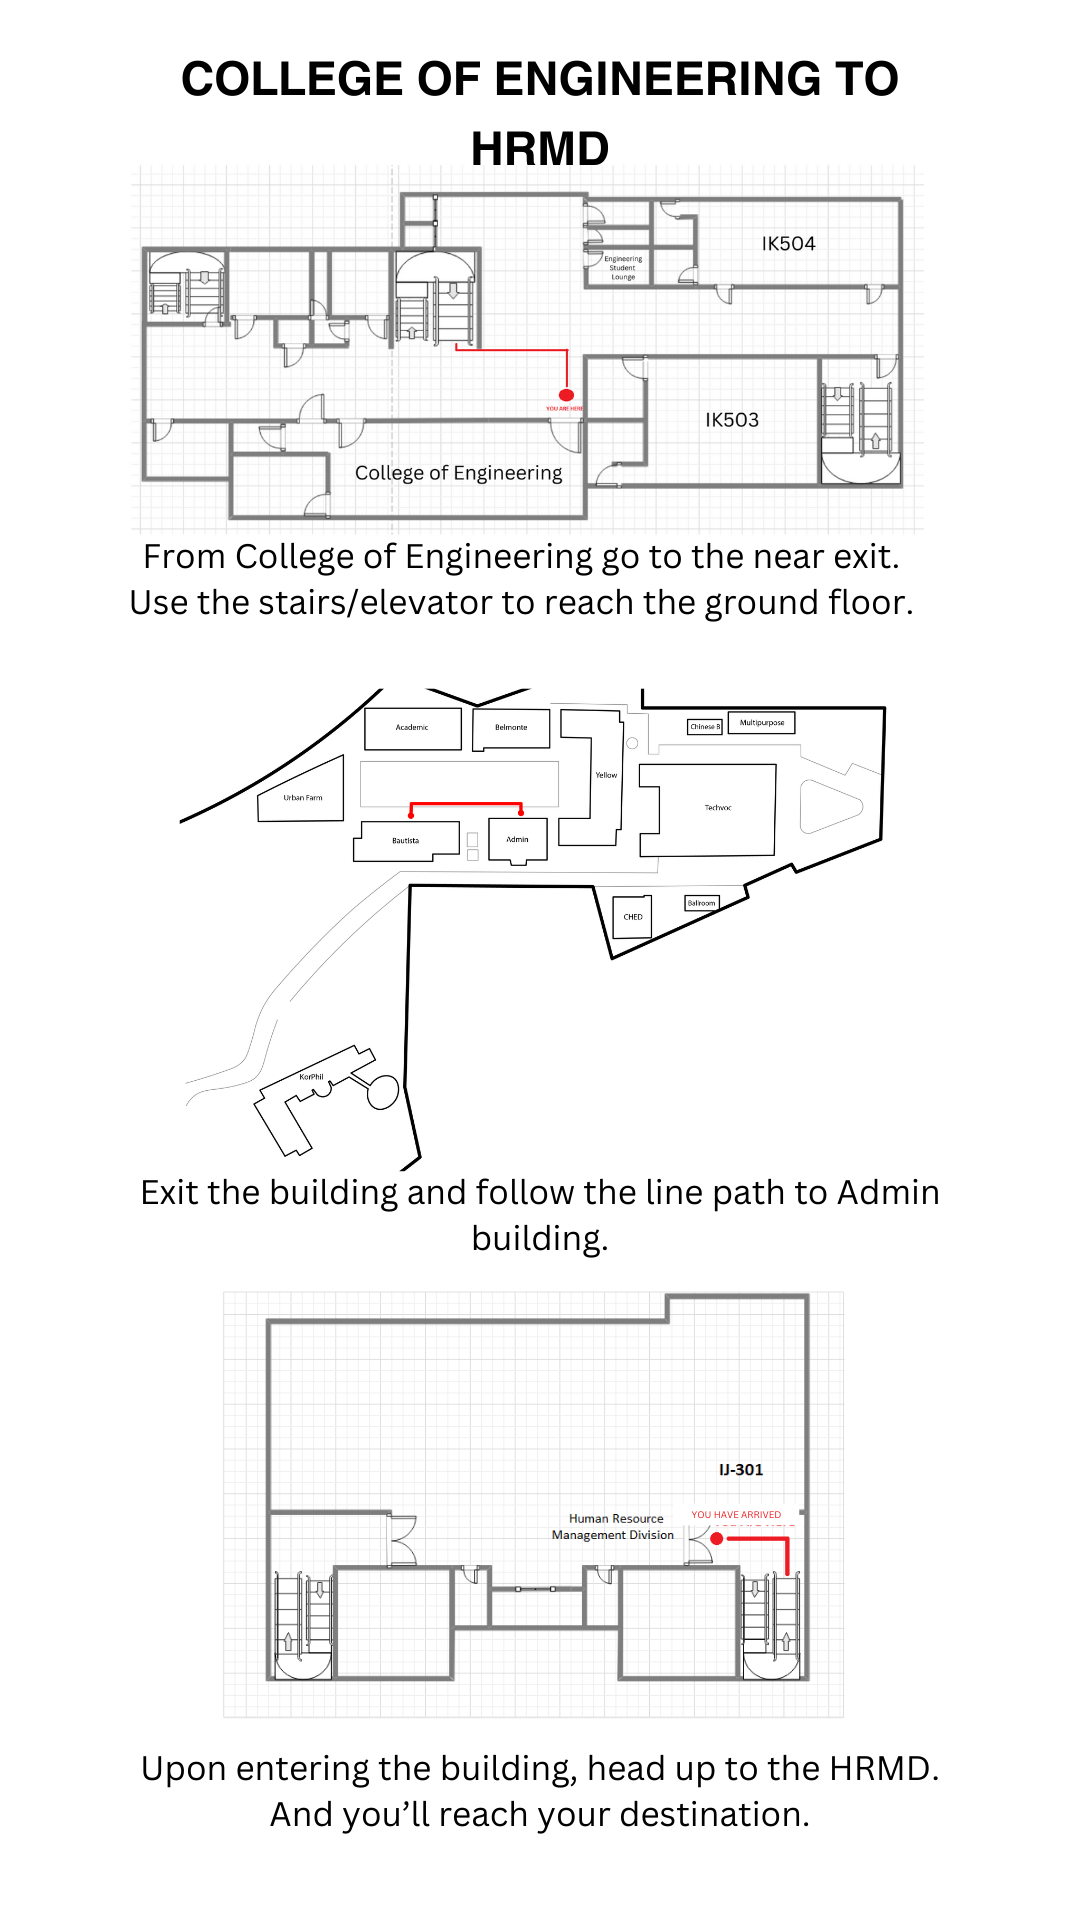 COLLEGE OF ENGINEERING TO
HRMD
IK504
Engineering
Student
Lounge
YOU ARE HERE
IK503
College of Engineering
From College of Engineering go to the near exit.
Use the stairs/elevator to reach the ground floor.
Academic
Belmonte
Chinese B
Multipurpose
Yellow
Urban Farm
Techvoc
Bautista
Admin
CHED
Ballroom
KorPhil
Exit the building and follow the line path to Admin
building.
IJ-301
YOU HAVE ARRIVED
Human Resource
Management Division
Upon entering the building, head up to the HRMD.
And you’ll reach your destination.